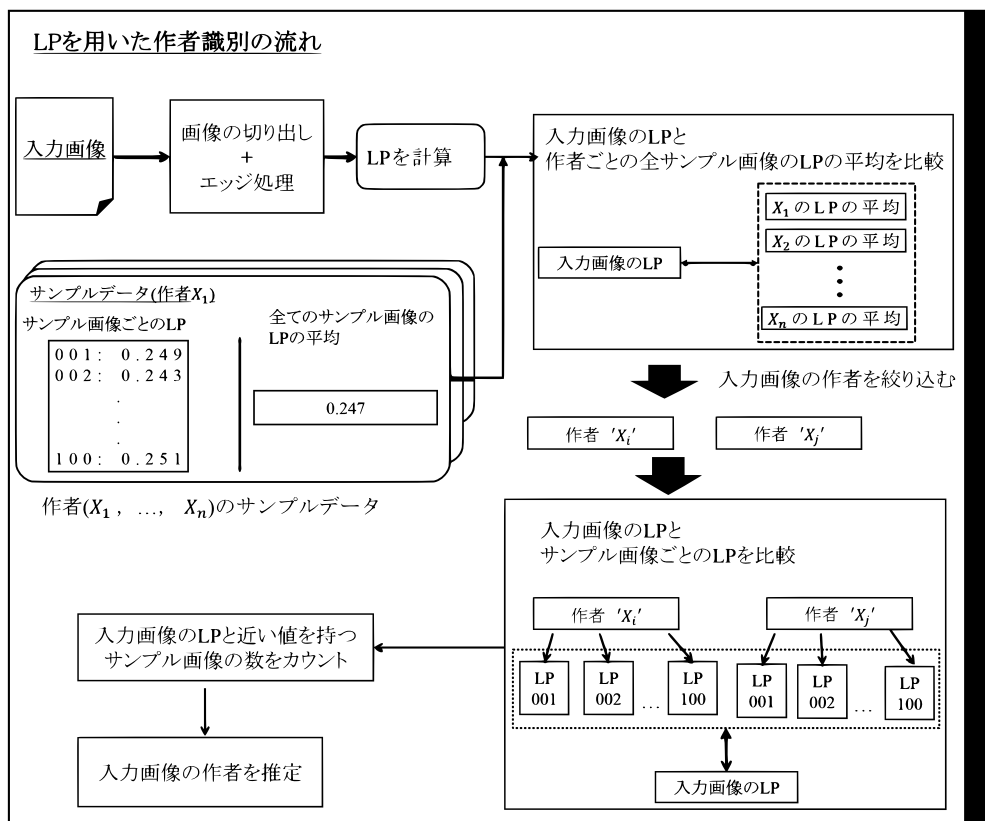 LPを用いた作者識別の流れ
入力画像
画像の切り出し
+
エッジ処理
LPを計算
入力画像のLPと
作者ごとの全サンプル画像のLPの平均を比較
入力画像のLP
X₁のLPの平均
X₂のLPの平均
⋮
XₙのLPの平均
サンプルデータ(作者X₁)
サンプル画像ごとのLP
001: 0.249
002: 0.243
.
.
.
100: 0.251
全てのサンプル画像の
LPの平均
0.247
作者(X₁ , …, Xₙ)のサンプルデータ
入力画像の作者を絞り込む
作者 'Xᵢ'
作者 'Xⱼ'
入力画像のLPと
サンプル画像ごとのLPを比較
作者 'Xᵢ'
作者 'Xⱼ'
LP
001
LP
002
…
LP
100
LP
001
LP
002
…
LP
100
入力画像のLP
入力画像のLPと近い値を持つ
サンプル画像の数をカウント
入力画像の作者を推定